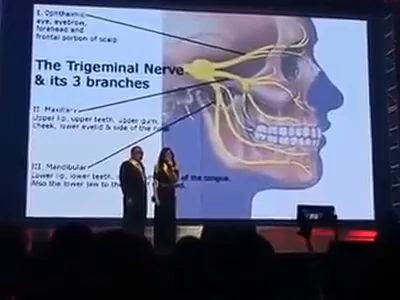 I. Ophthalmic
eye, eyebrow,
forehead and
frontal portion of scalp.
The Trigeminal Nerve
& its 3 branches
II. Maxillary
Upper lip, upper teeth, upper gum,
cheek, lower eyelid & side of the
III. Mandibular
Lower lip, lower teeth, of the tongue.
Also the lower jaw to the